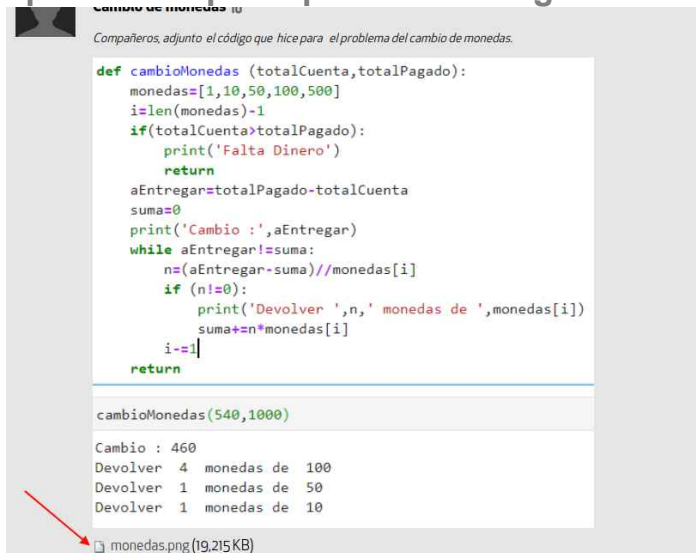 Cambio de monedas
Compañeros, adjunto el código que hice para el problema del cambio de monedas.
def cambioMonedas (totalCuenta,totalPagado):
    monedas=[1,10,50,100,500]
    i=len(monedas)-1
    if(totalCuenta>totalPagado):
        print('Falta Dinero')
        return
    aEntregar=totalPagado-totalCuenta
    suma=0
    print('Cambio :',aEntregar)
    while aEntregar!=suma:
        n=(aEntregar-suma)//monedas[i]
        if (n!=0):
            print('Devolver ',n,' monedas de ',monedas[i])
            suma+=n*monedas[i]
        i-=1
    return
cambioMonedas(540,1000)
Cambio : 460
Devolver  4  monedas de  100
Devolver  1  monedas de  50
Devolver  1  monedas de  10
monedas.png (19,215 KB)